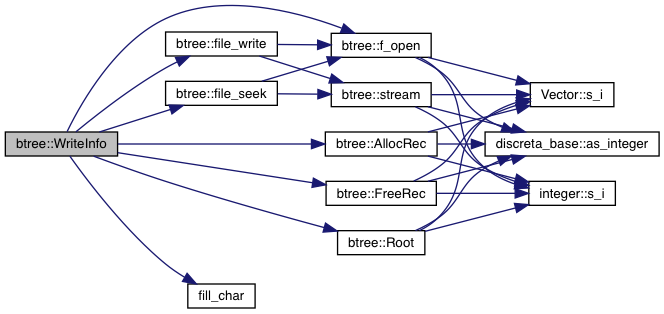 btree::WriteInfo
btree::file_write
btree::file_seek
btree::f_open
btree::stream
btree::AllocRec
btree::FreeRec
btree::Root
fill_char
Vector::s_i
discreta_base::as_integer
integer::s_i